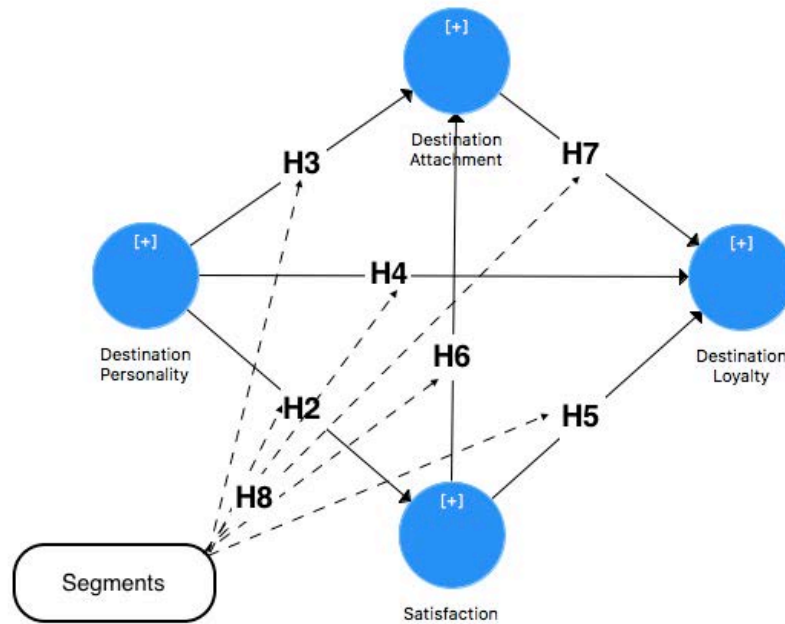 [+]
Destination
Attachment
H3
H7
[+]
Destination
Personality
H4
[+]
Destination
Loyalty
H6
H2
H5
H8
[+]
Satisfaction
Segments